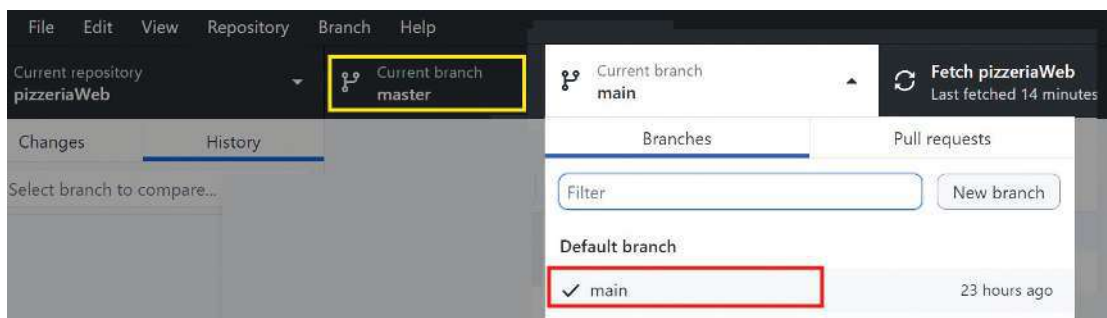 File Edit View Repository Branch Help
Current repository
pizzeriaWeb
Current branch
master
Current branch
main
Fetch pizzeriaWeb
Last fetched 14 minutes
Changes History
Branches Pull requests
Select branch to compare...
Filter New branch
Default branch
main 23 hours ago